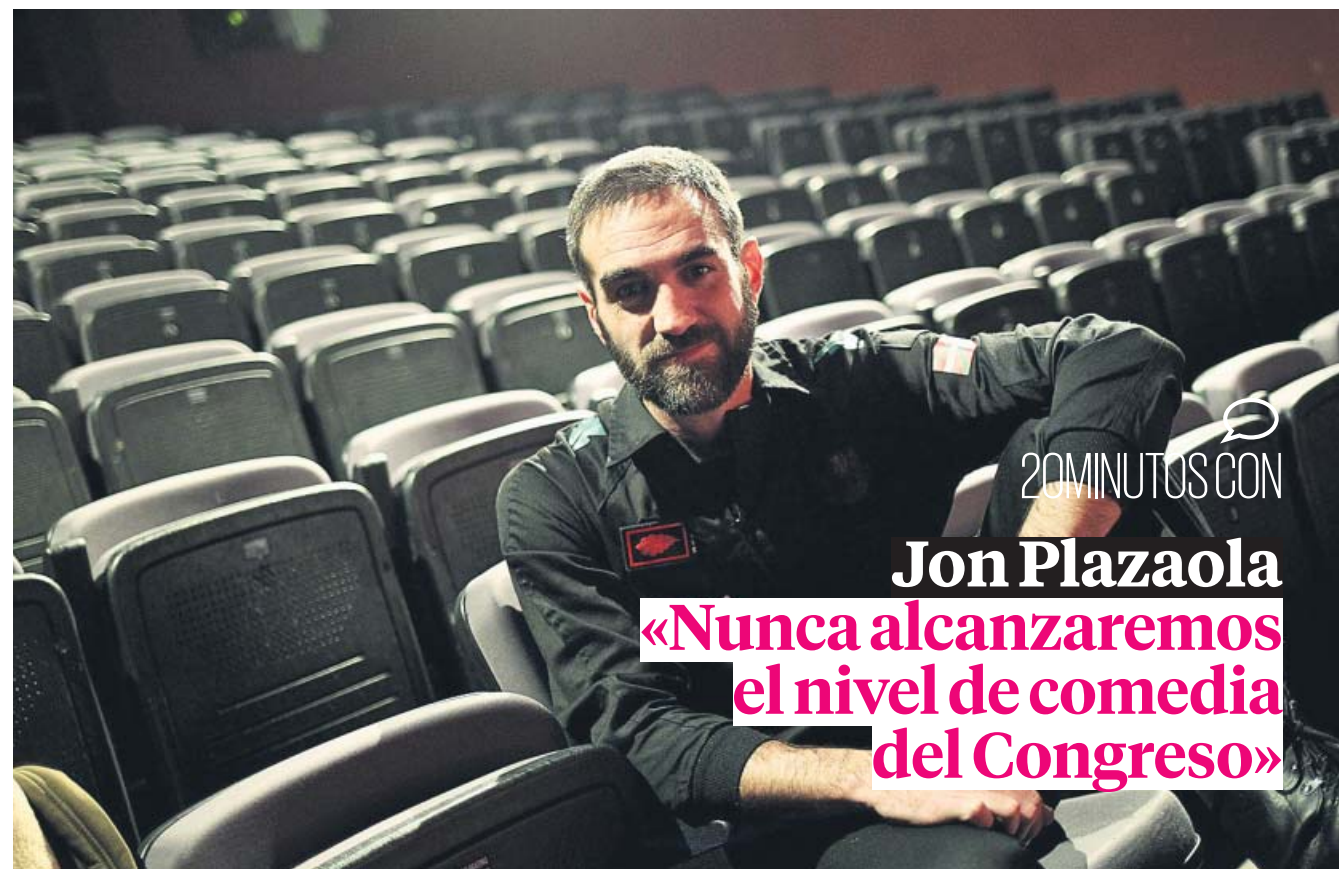 20MINUTOS CON
Jon Plazaola
«Nunca alcanzaremos
el nivel de comedia
del Congreso»